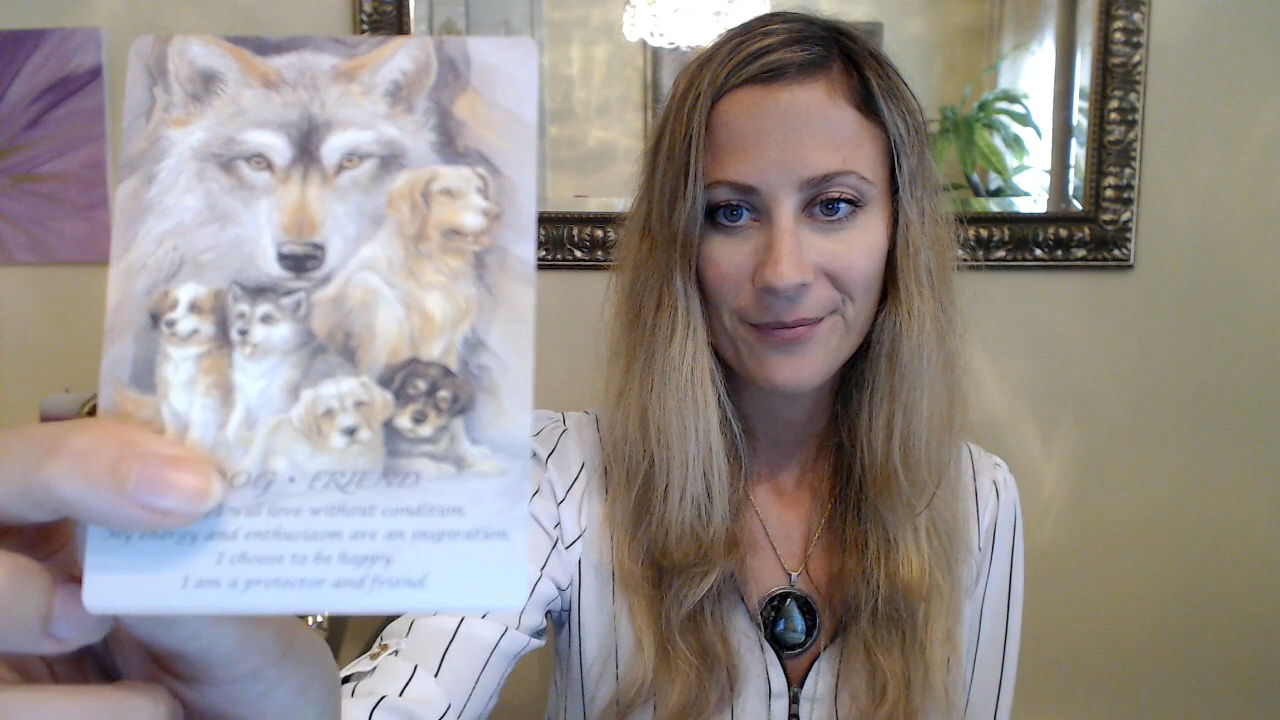 OG • FRIEND
I will love without condition.
My energy and enthusiasm are an inspiration.
I choose to be happy.
I am a protector and friend.